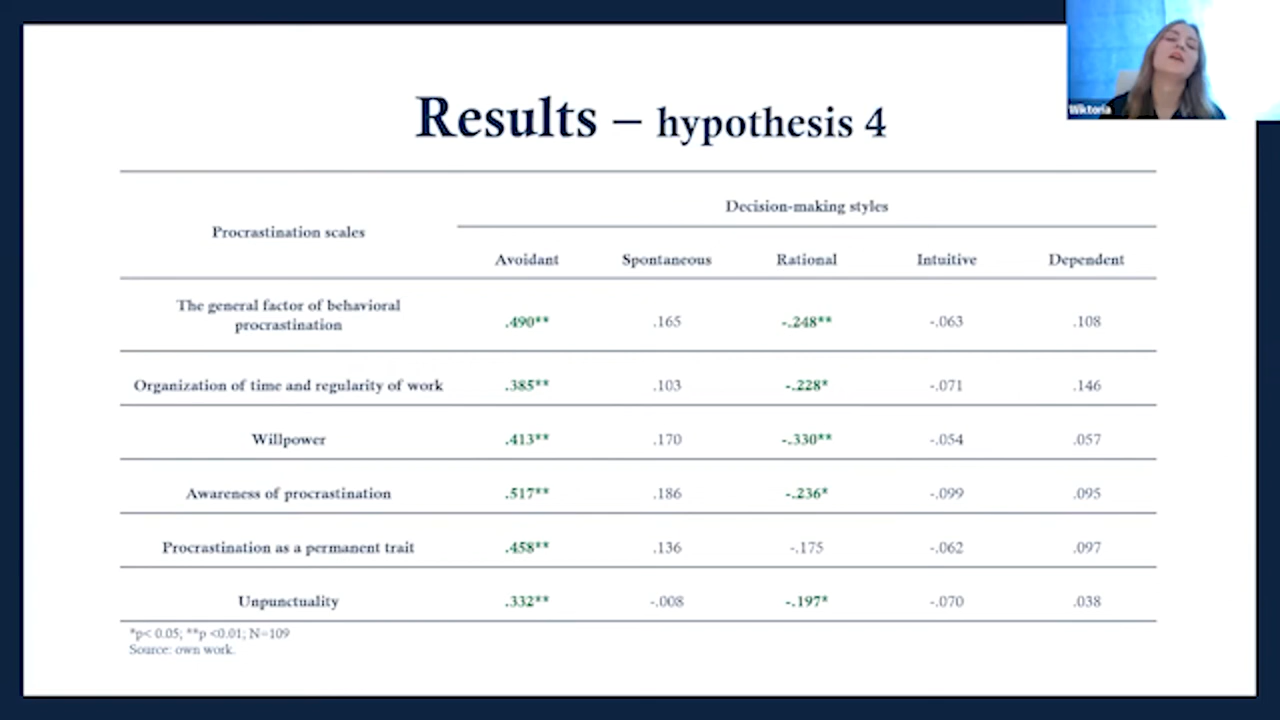 Wiktoria
Results – hypothesis 4
Procrastination scales
Decision-making styles
Avoidant Spontaneous Rational Intuitive Dependent
The general factor of behavioral
procrastination
.490** .165 -.248** -.063 .108
Organization of time and regularity of work .385** .103 -.228* -.071 .146
Willpower .413** .170 -.330** -.054 .057
Awareness of procrastination .517** .186 -.236* -.099 .095
Procrastination as a permanent trait .458** .136 -.175 -.062 .097
Unpunctuality .332** -.008 -.197* -.070 .038
*p< 0.05; **p <0.01; N=109
Source: own work.